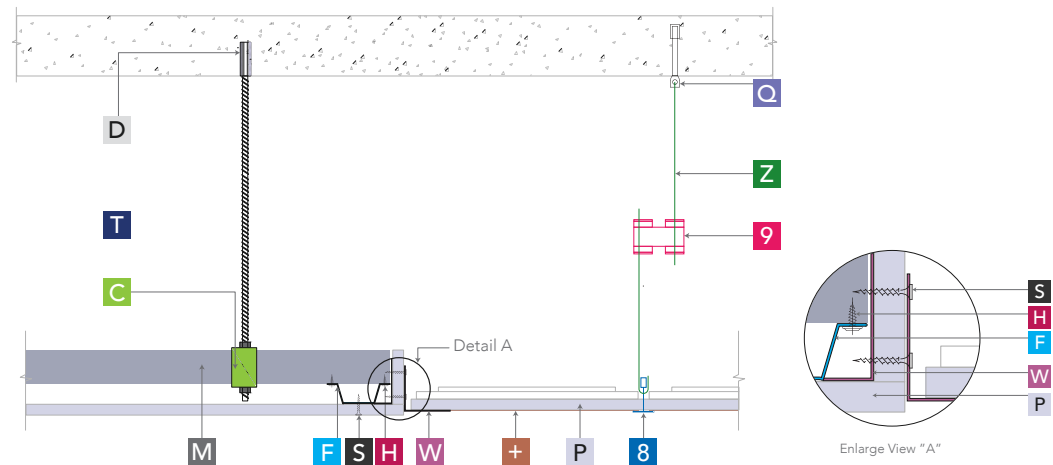 Q
D
Z
T
9
C
S
H
Detail A
F
W
P
M F S H W + P 8
Enlarge View "A"